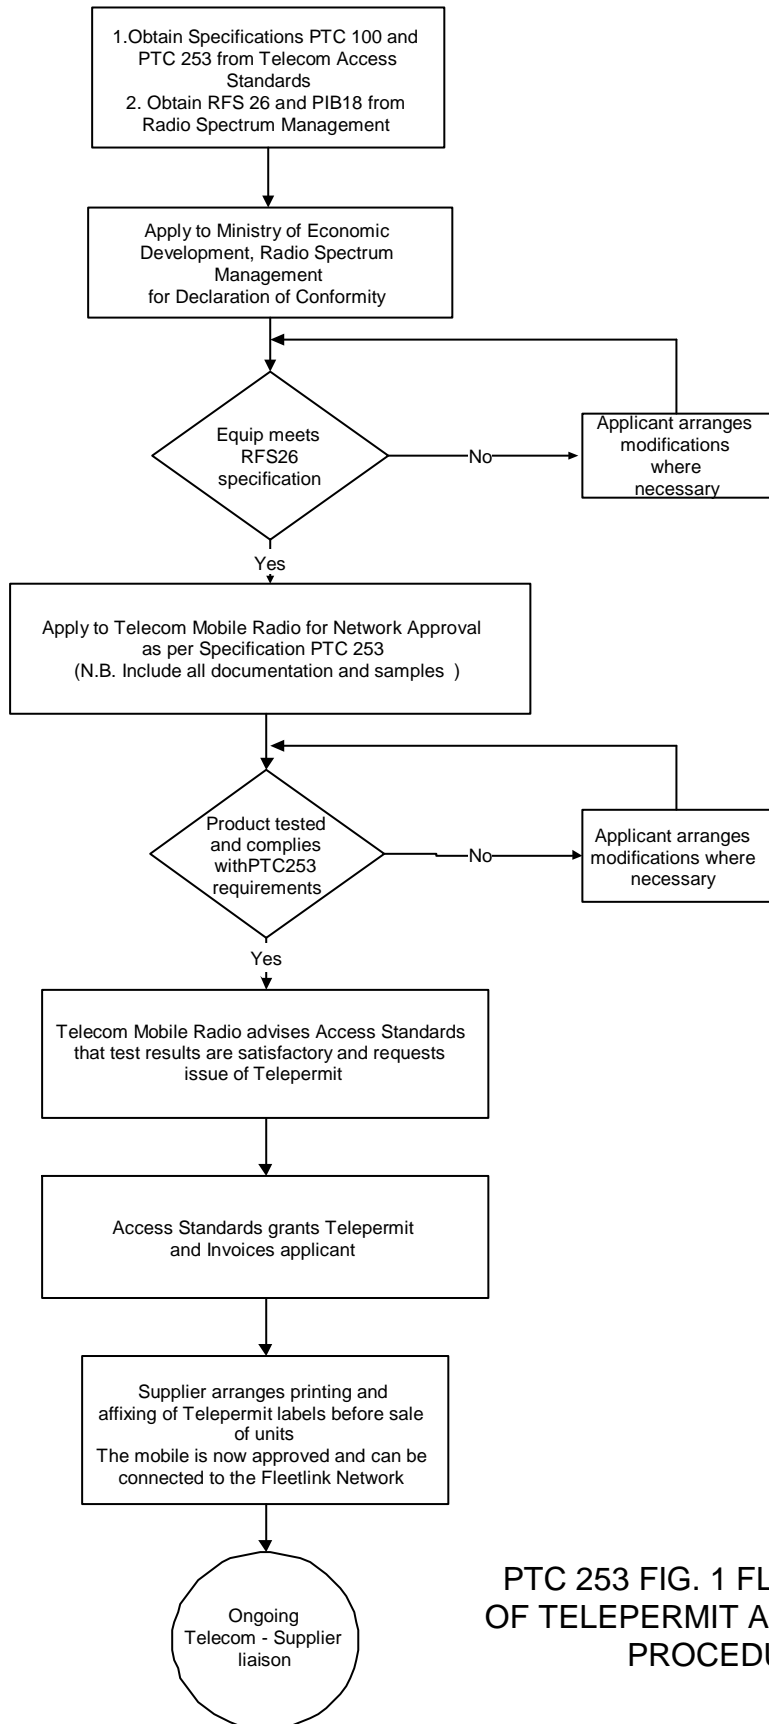 1.Obtain Specifications PTC 100 and
PTC 253 from Telecom Access
Standards
2. Obtain RFS 26 and PIB18 from
Radio Spectrum Management
Apply to Ministry of Economic
Development, Radio Spectrum
Management
for Declaration of Conformity
Equip meets
RFS26
specification
No
Applicant arranges
modifications
where
necessary
Yes
Apply to Telecom Mobile Radio for Network Approval
as per Specification PTC 253
(N.B. Include all documentation and samples )
Product tested
and complies
withPTC253
requirements
No
Applicant arranges
modifications where
necessary
Yes
Telecom Mobile Radio advises Access Standards
that test results are satisfactory and requests
issue of Telepermit
Access Standards grants Telepermit
and Invoices applicant
Supplier arranges printing and
affixing of Telepermit labels before sale
of units
The mobile is now approved and can be
connected to the Fleetlink Network
Ongoing
Telecom - Supplier
liaison
PTC 253 FIG. 1 FL
OF TELEPERMIT A
PROCEDU